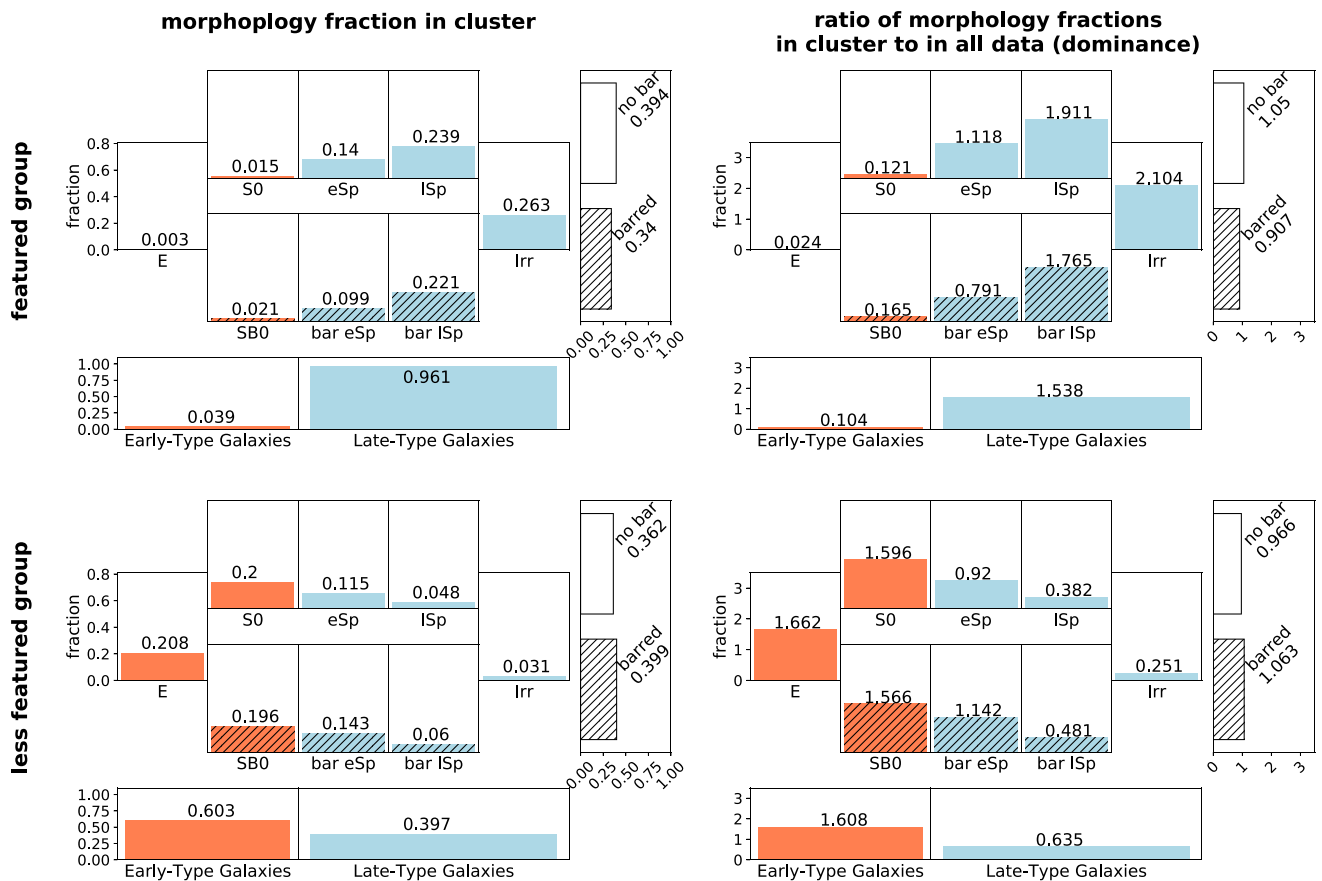 morphoplogy fraction in cluster
ratio of morphology fractions
in cluster to in all data (dominance)
featured group
fraction
0.8
0.6
0.4
0.2
0.0
0.003
E
0.015
0.14
0.239
S0
eSp
lSp
0.021
0.099
0.221
SB0
bar eSp
bar lSp
0.263
Irr
no bar
0.394
barred
0.34
0.00
0.25
0.50
0.75
1.00
1.00
0.75
0.50
0.25
0.00
0.039
0.961
Early-Type Galaxies
Late-Type Galaxies
fraction
3
2
1
0
0.024
E
0.121
1.118
1.911
S0
eSp
lSp
0.165
0.791
1.765
SB0
bar eSp
bar lSp
2.104
Irr
no bar
1.05
barred
0.907
0
1
2
3
3
2
1
0
0.104
1.538
Early-Type Galaxies
Late-Type Galaxies
less featured group
fraction
0.8
0.6
0.4
0.2
0.0
0.208
E
0.2
0.115
0.048
S0
eSp
lSp
0.196
0.143
0.06
SB0
bar eSp
bar lSp
0.031
Irr
no bar
0.362
barred
0.399
0.00
0.25
0.50
0.75
1.00
1.00
0.75
0.50
0.25
0.00
0.603
0.397
Early-Type Galaxies
Late-Type Galaxies
fraction
3
2
1
0
1.662
E
1.596
0.92
0.382
S0
eSp
lSp
1.566
1.142
0.481
SB0
bar eSp
bar lSp
0.251
Irr
no bar
0.966
barred
1.063
0
1
2
3
3
2
1
0
1.608
0.635
Early-Type Galaxies
Late-Type Galaxies